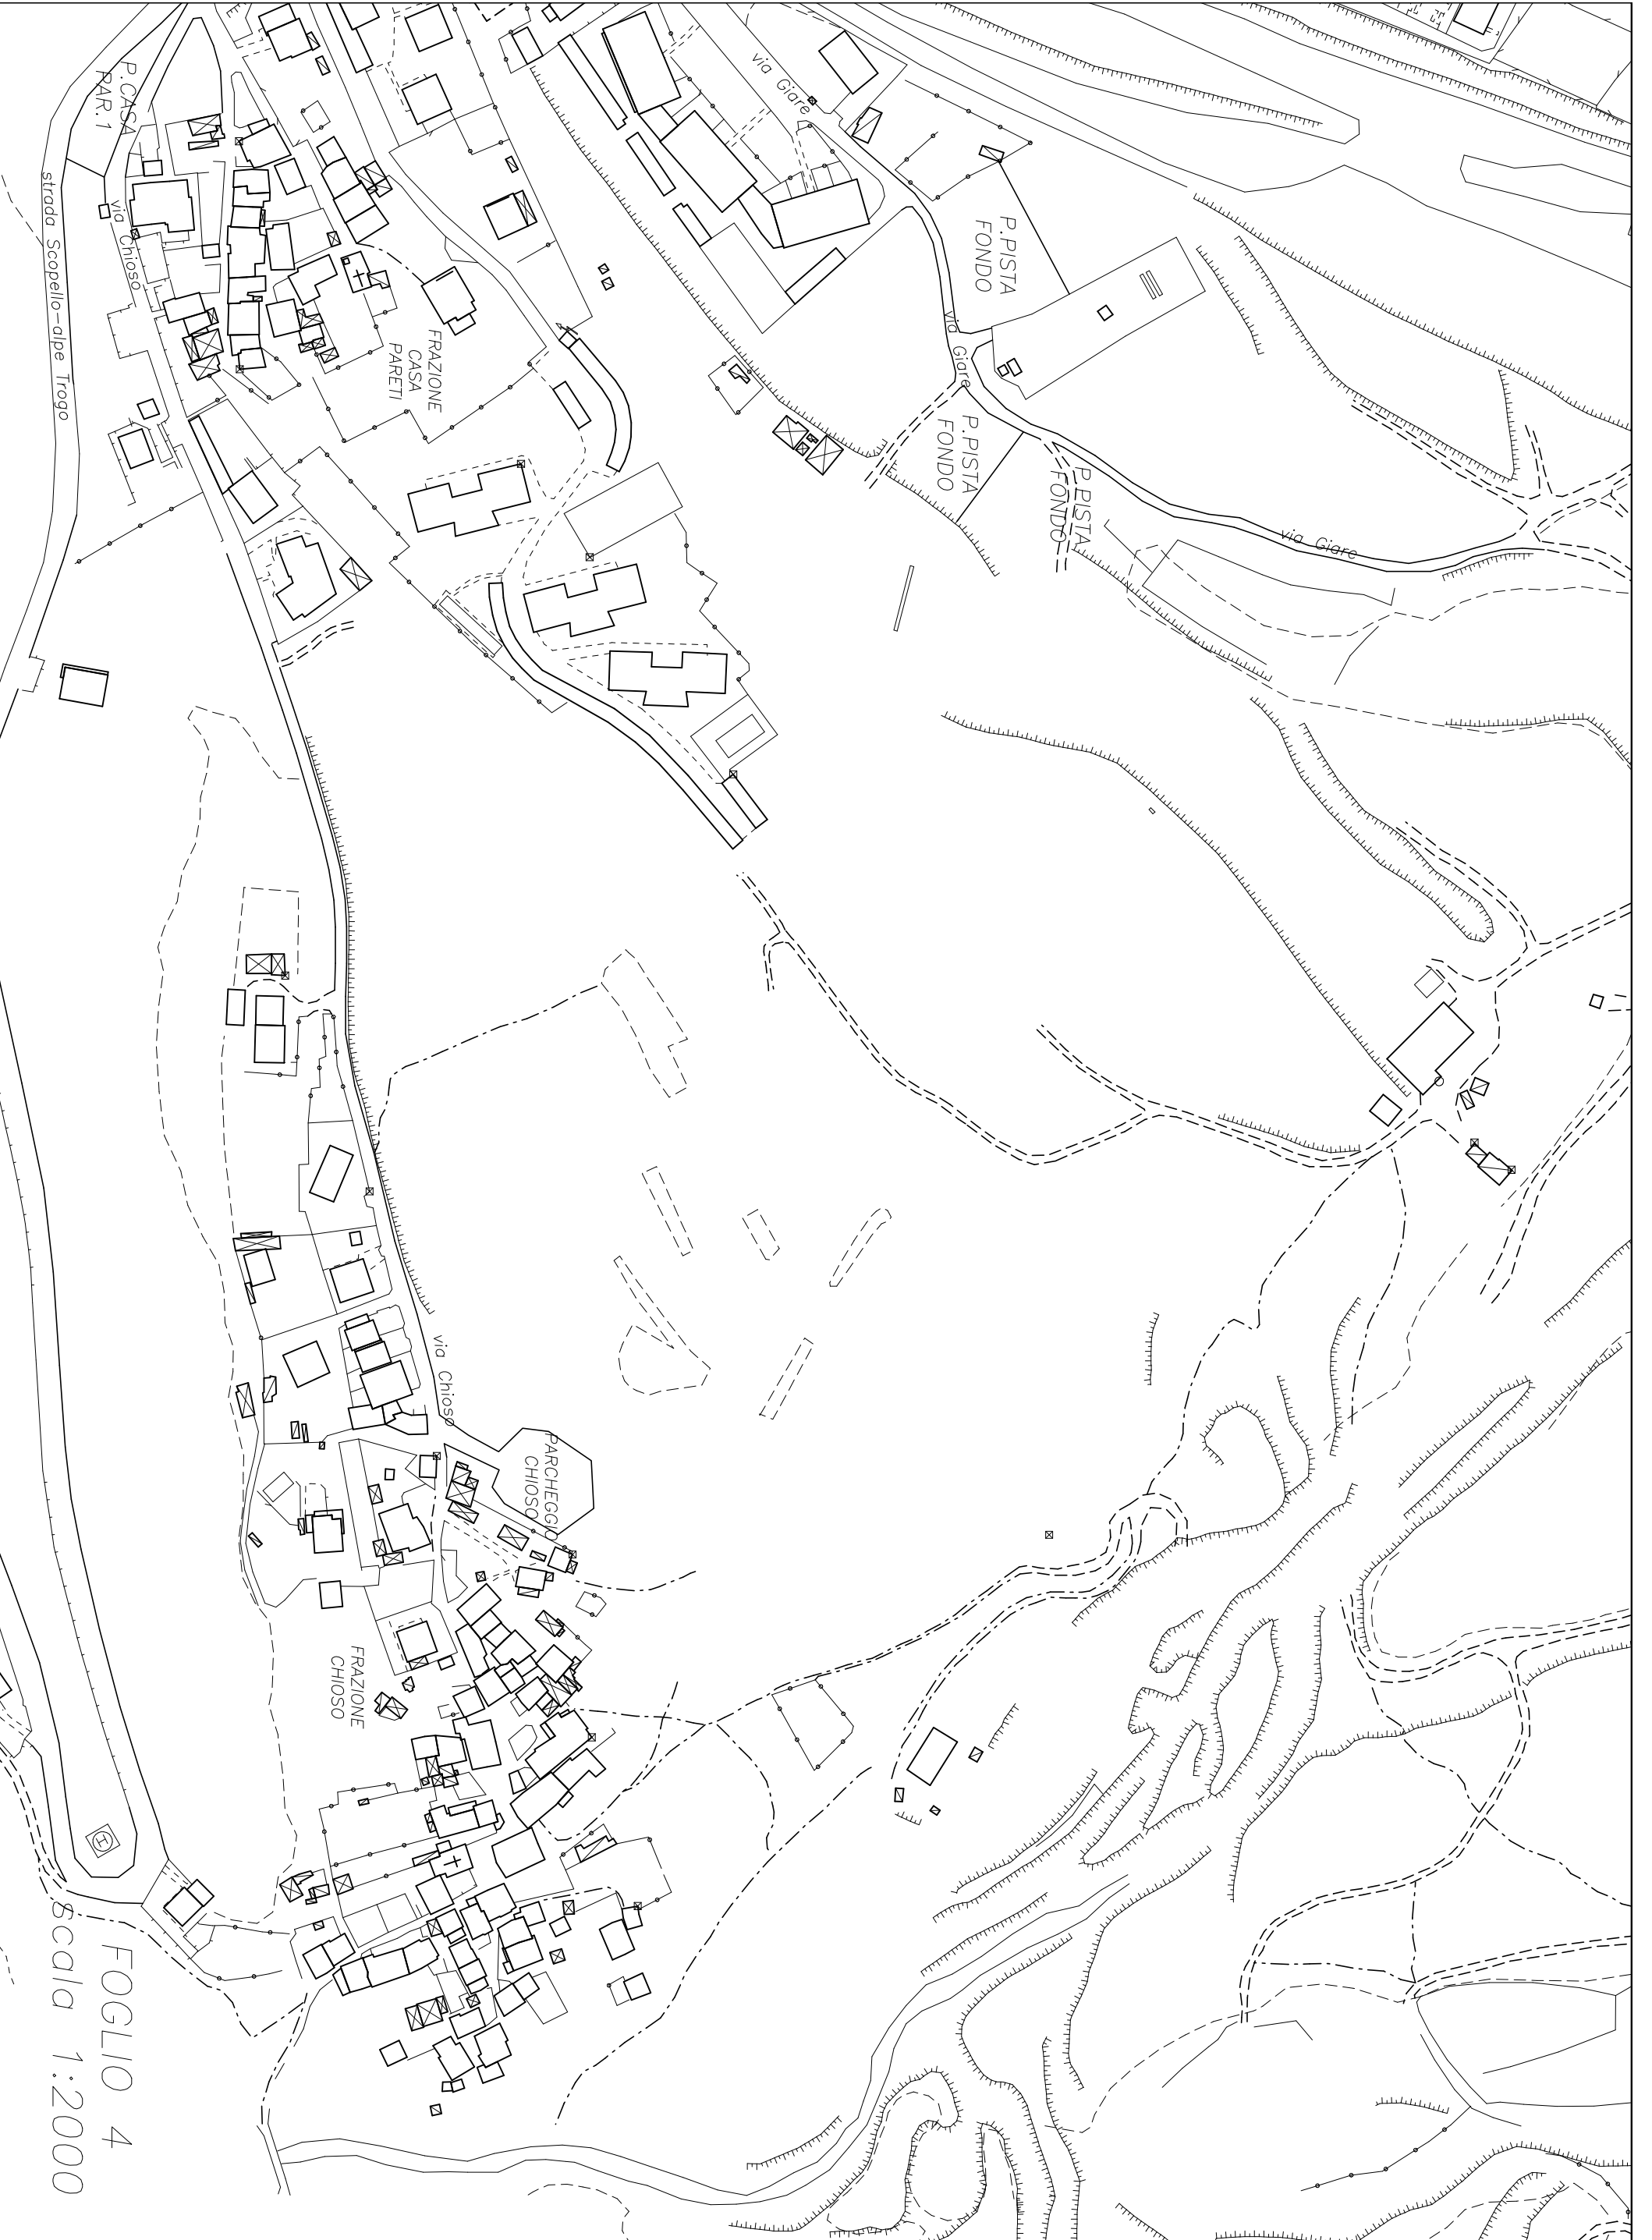 P.CASA
PAR.1
strada Scopello-alpe Trogo
via Chioso
via Giare
P.PISTA
FONDO
via Giare
FRAZIONE
CASA
PARETI
P.PISTA
FONDO
P.PISTA
FONDO
via Giare
via Chioso
PARCHEGGIO
CHIOSO
FRAZIONE
CHIOSO
H
FOGLIO 4
Scala 1:2000